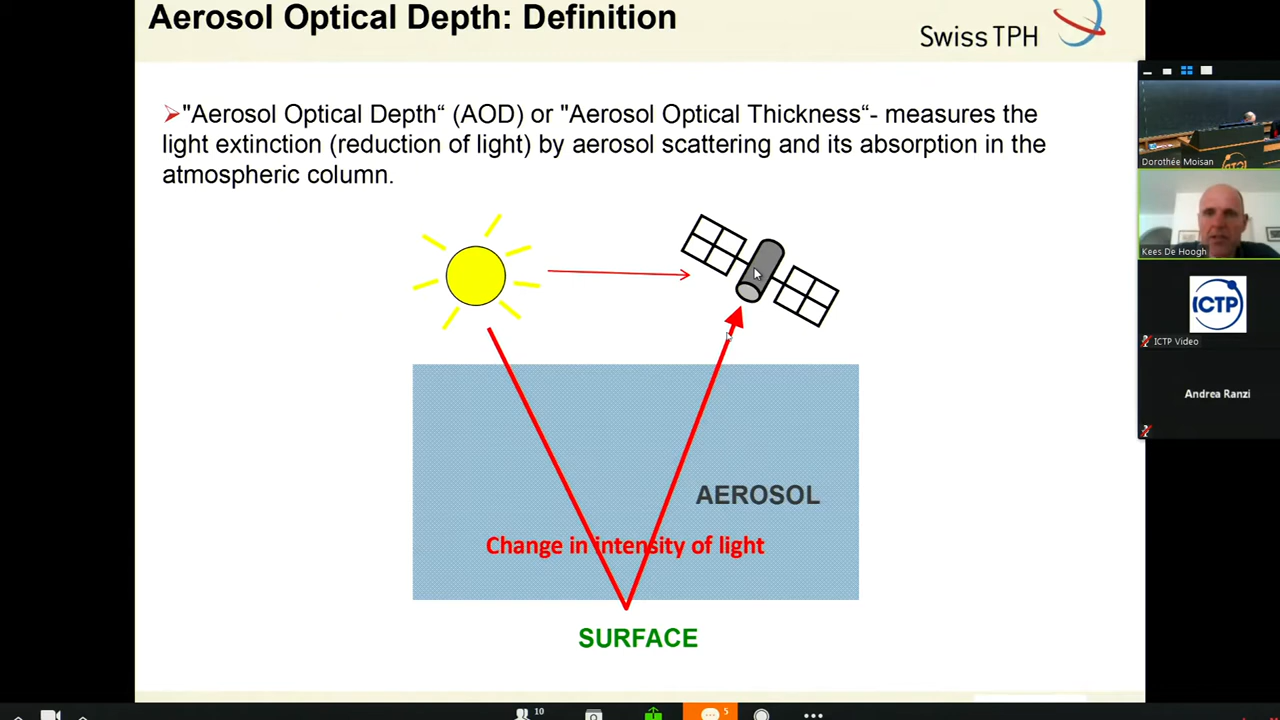 Aerosol Optical Depth: Definition
Swiss TPH
"Aerosol Optical Depth“ (AOD) or "Aerosol Optical Thickness“- measures the
light extinction (reduction of light) by aerosol scattering and its absorption in the
atmospheric column.
AEROSOL
Change in intensity of light
SURFACE
Dorothée Moisan
Kees De Hoogh
ICTP
ICTP Video
Andrea Ranzi
10
5